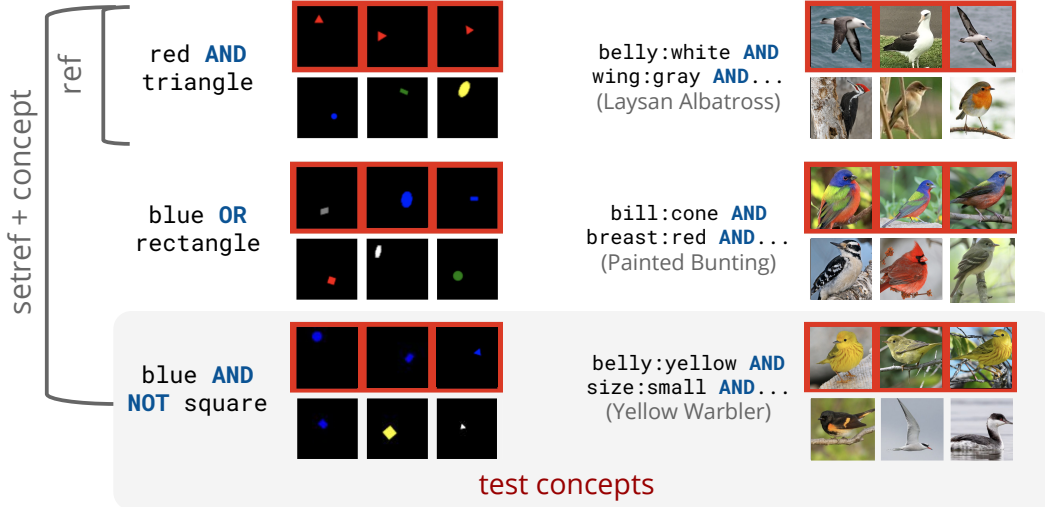 setref + concept
ref
red AND
triangle
belly:white AND
wing:gray AND...
(Laysan Albatross)
blue OR
rectangle
bill:cone AND
breast:red AND...
(Painted Bunting)
blue AND
NOT square
belly:yellow AND
size:small AND...
(Yellow Warbler)
test concepts